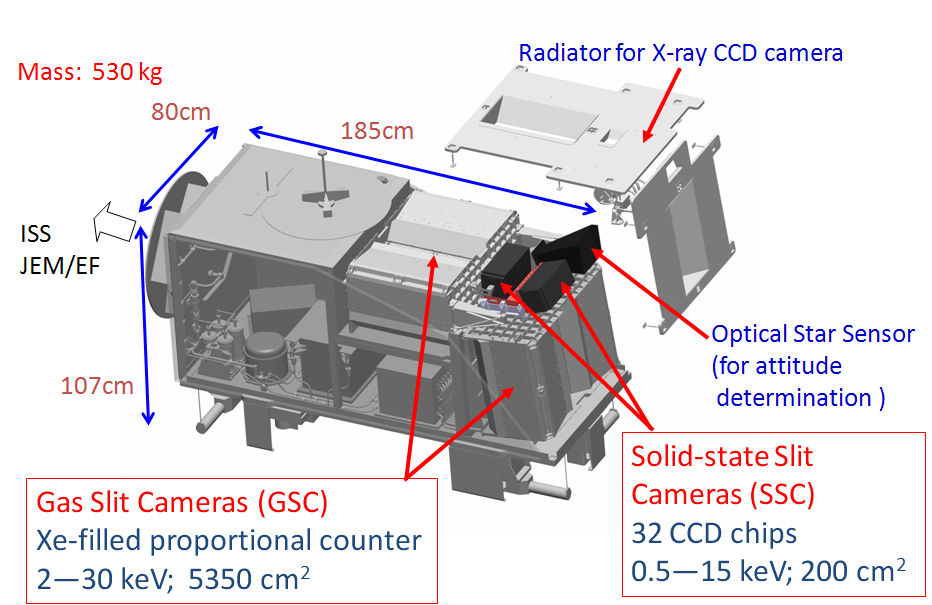 Radiator for X-ray CCD camera
Mass: 530 kg
80cm
185cm
ISS
JEM/EF
107cm
Optical Star Sensor
(for attitude
determination )
Gas Slit Cameras (GSC)
Xe-filled proportional counter
2—30 keV; 5350 cm²
Solid-state Slit
Cameras (SSC)
32 CCD chips
0.5—15 keV; 200 cm²